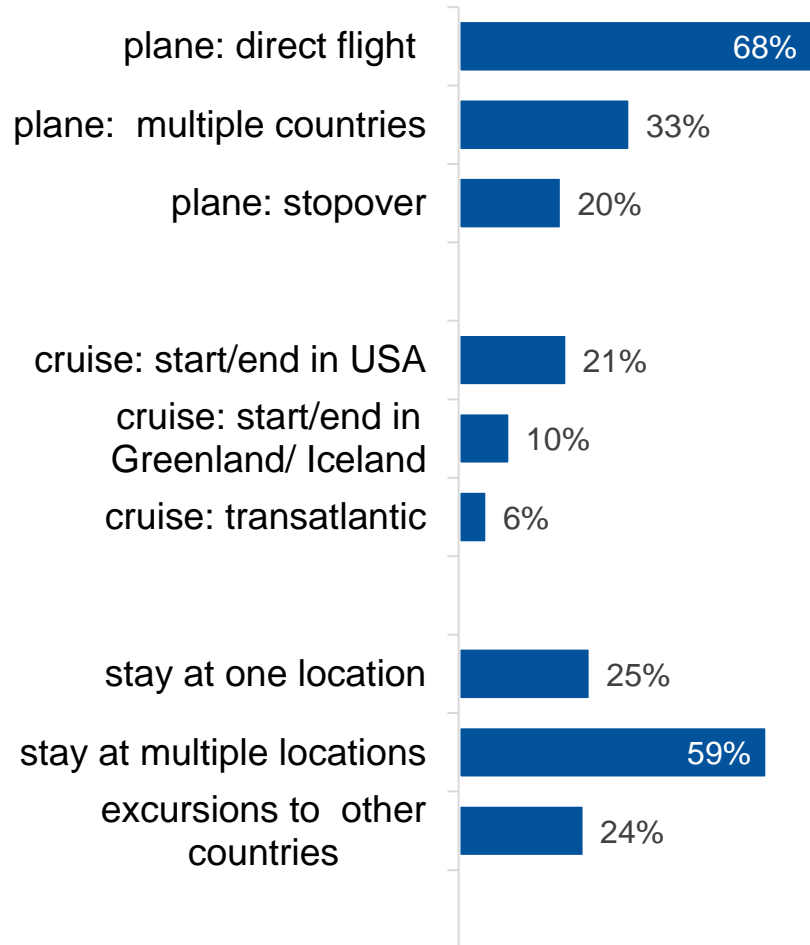 plane: direct flight 68%
plane: multiple countries 33%
plane: stopover 20%
cruise: start/end in USA 21%
cruise: start/end in
Greenland/ Iceland 10%
cruise: transatlantic 6%
stay at one location 25%
stay at multiple locations 59%
excursions to other
countries 24%